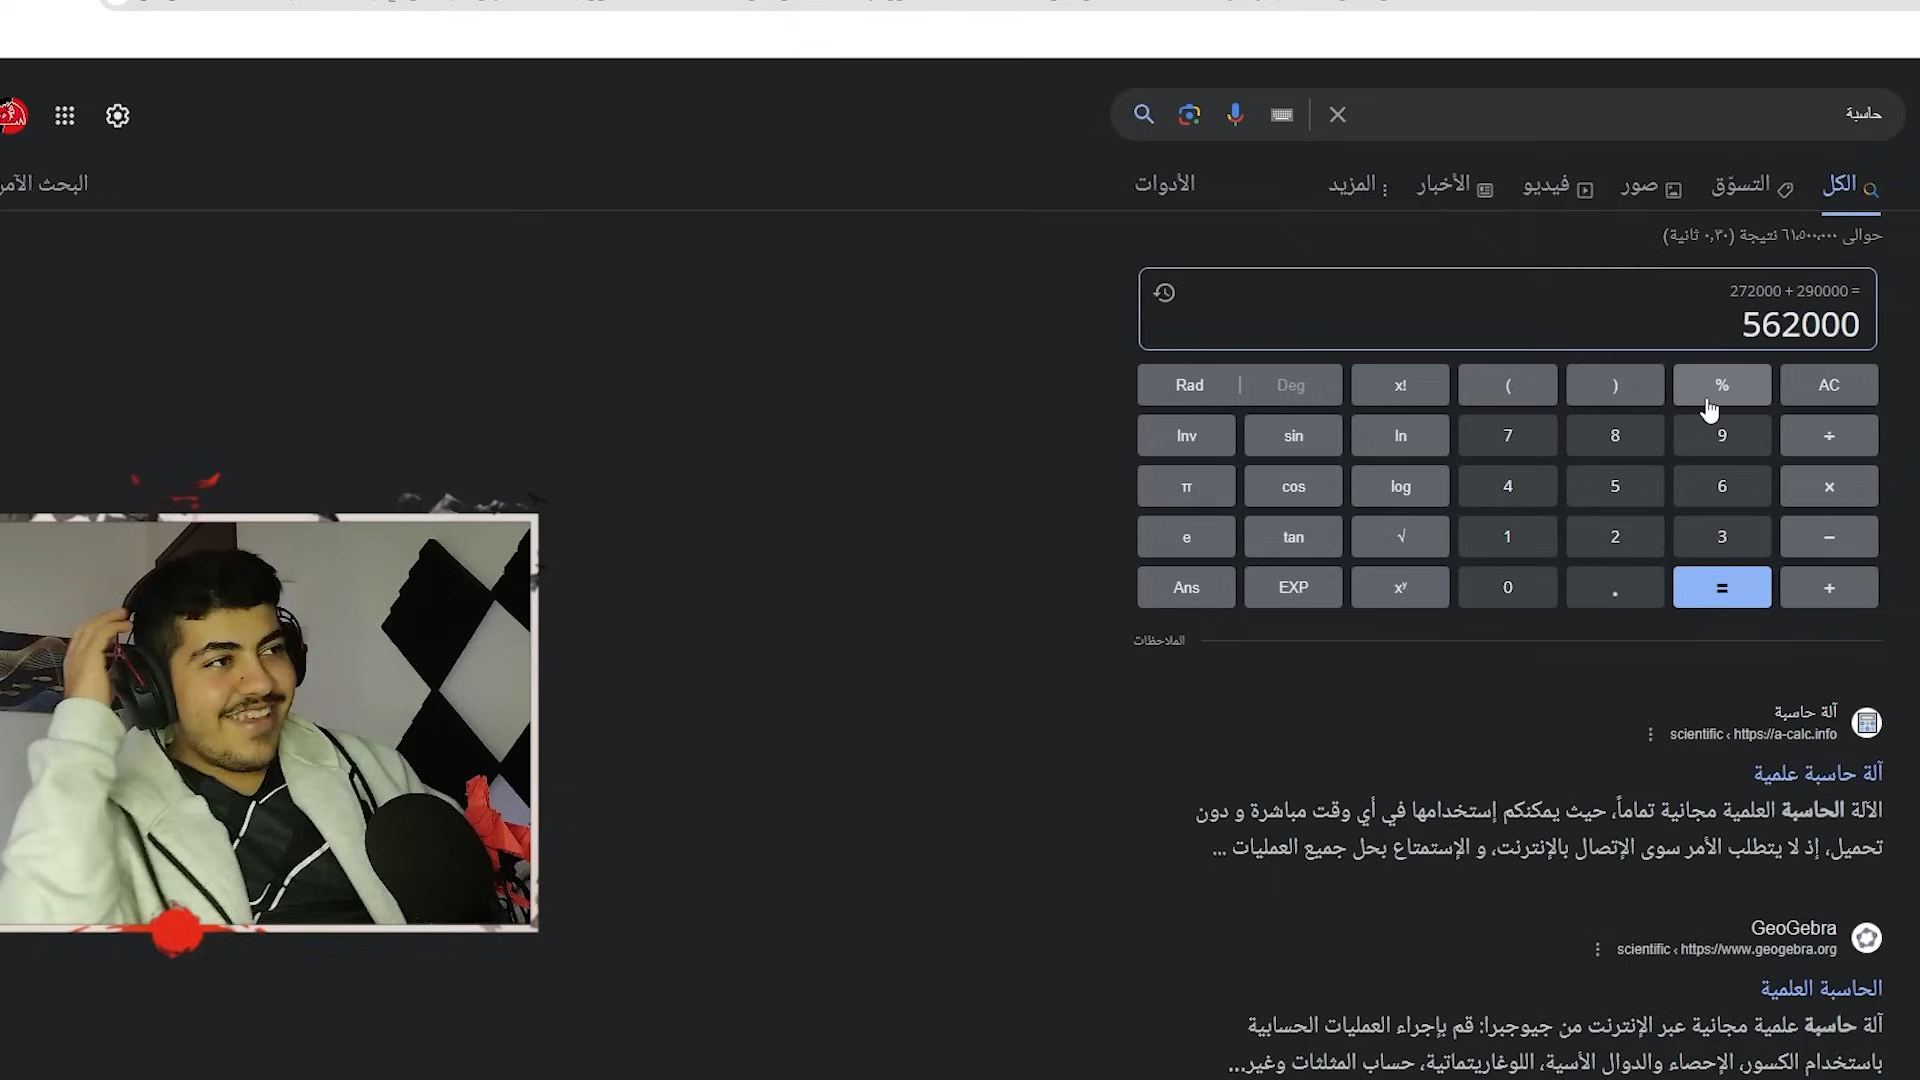 حاسبة
الكل
التسوّق
صور
فيديو
الأخبار
المزيد
الأدوات
البحث الآمن
حوالى ٦١٬٥٠٠٬٠٠٠ نتيجة (٠٫٣٠ ثانية)
272000 + 290000 =
562000
Rad | Deg x! ( ) % AC
Inv sin ln 7 8 9 ÷
π cos log 4 5 6 ×
e tan √ 1 2 3 −
Ans EXP xʸ 0 . = +
الملاحظات
آلة حاسبة
https://a-calc.info › scientific
آلة حاسبة علمية
الآلة الحاسبة العلمية مجانية تماماً، حيث يمكنكم إستخدامها في أي وقت مباشرة و دون
تحميل، إذ لا يتطلب الأمر سوى الإتصال بالإنترنت، و الإستمتاع بحل جميع العمليات ...
GeoGebra
https://www.geogebra.org › scientific
الحاسبة العلمية
آلة حاسبة علمية مجانية عبر الإنترنت من جيوجبرا: قم بإجراء العمليات الحسابية
باستخدام الكسور، الإحصاء والدوال الأسية، اللوغاريتماتية، حساب المثلثات وغير...